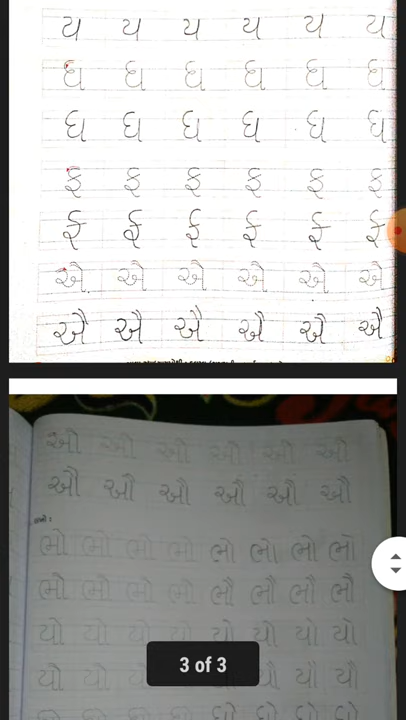 ય ય ય ય ય ય
ઘ ઘ ઘ ઘ ઘ ઘ
ઘ ઘ ઘ ઘ ઘ ઘ
ફ ફ ફ ફ ફ ફ
ર્ફ ર્ફ ર્ફ ર્ફ ર્ફ ર્ફ
ઐ ઐ ઐ ઐ ઐ ઐ
ઐ ઐ ઐ ઐ ઐ ઐ
ઓ ઓ ઓ ઓ ઓ ઓ
ઔ ઔ ઔ ઔ ઔ ઔ
ભો ભો ભો ભો ભો ભો ભો ભો
ભૌ ભૌ ભૌ ભૌ ભૌ ભૌ ભૌ ભૌ
યો યો યો યો યો યો યો યો
યૌ યૌ યૌ યૌ યૌ યૌ
3 of 3